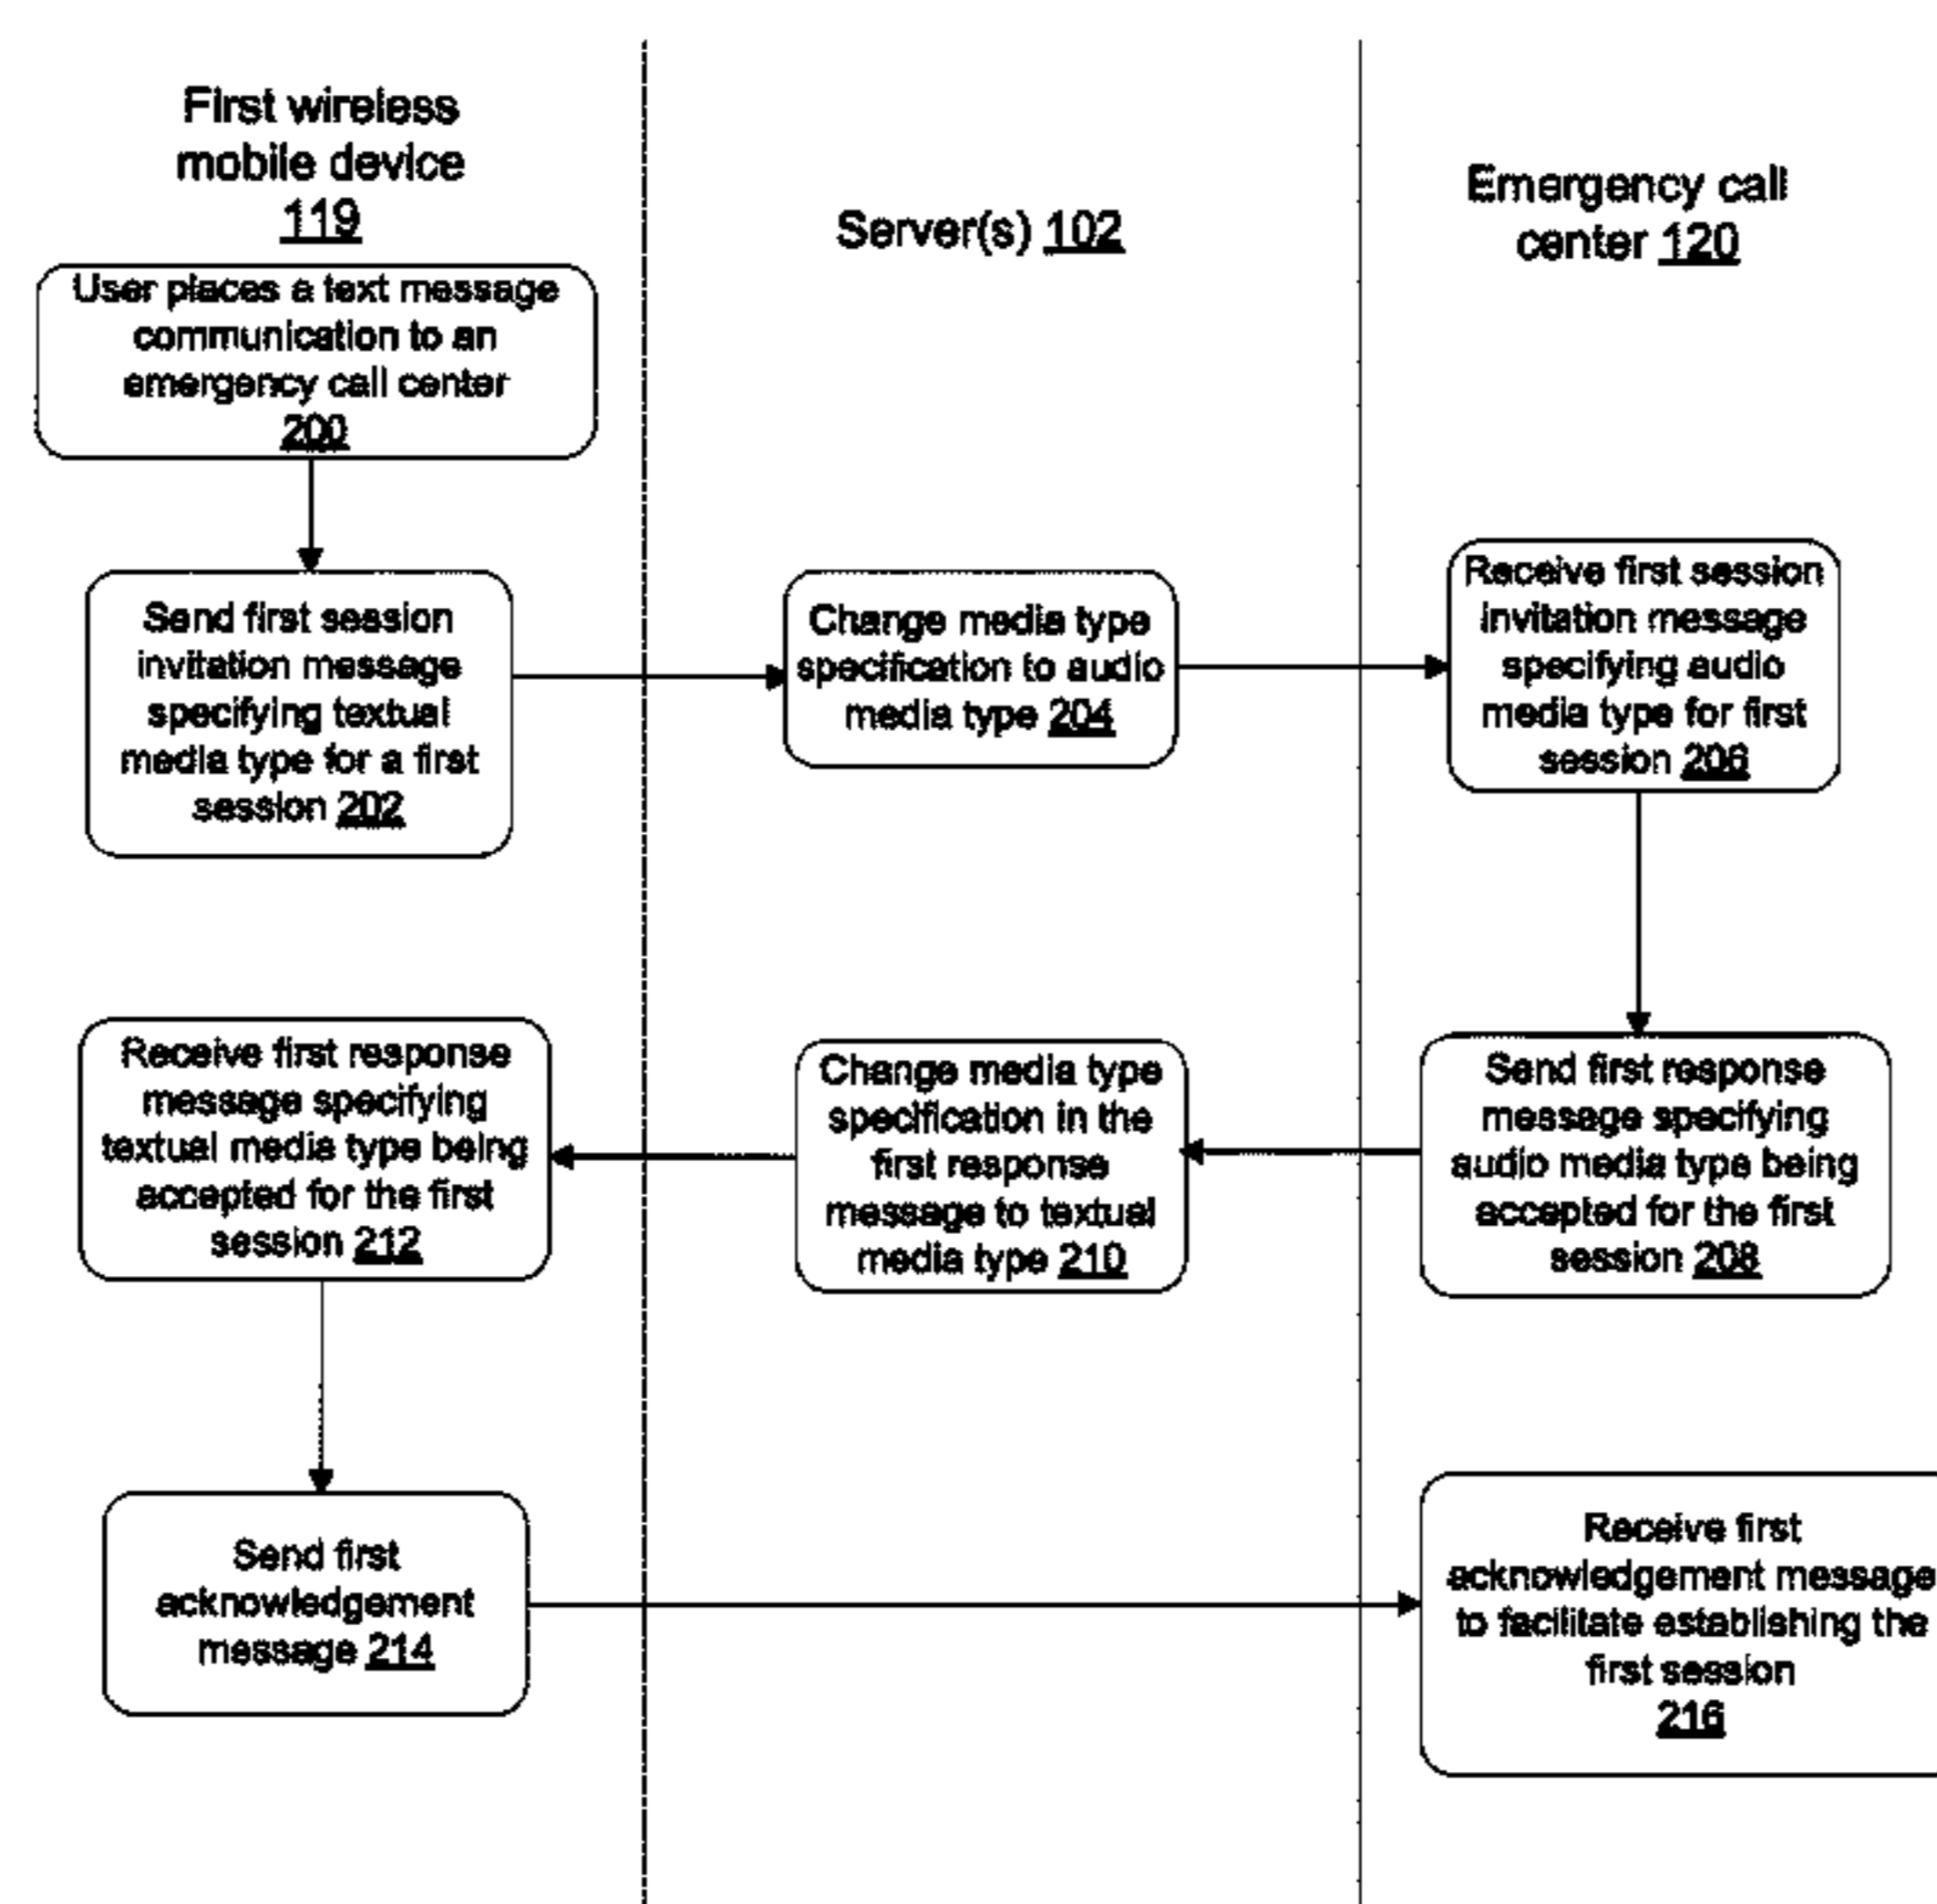 First wireless
mobile device
119
Server(s) 102
Emergency call
center 120
User places a text message
communication to an
emergency call center
200
Send first session
invitation message
specifying textual
media type for a first
session 202
Change media type
specification to audio
media type 204
Receive first session
invitation message
specifying audio
media type for first
session 206
Receive first response
message specifying
textual media type being
accepted for the first
session 212
Change media type
specification in the
first response
message to textual
media type 210
Send first response
message specifying
audio media type being
accepted for the first
session 208
Send first
acknowledgement
message 214
Receive first
acknowledgement message
to facilitate establishing the
first session
216